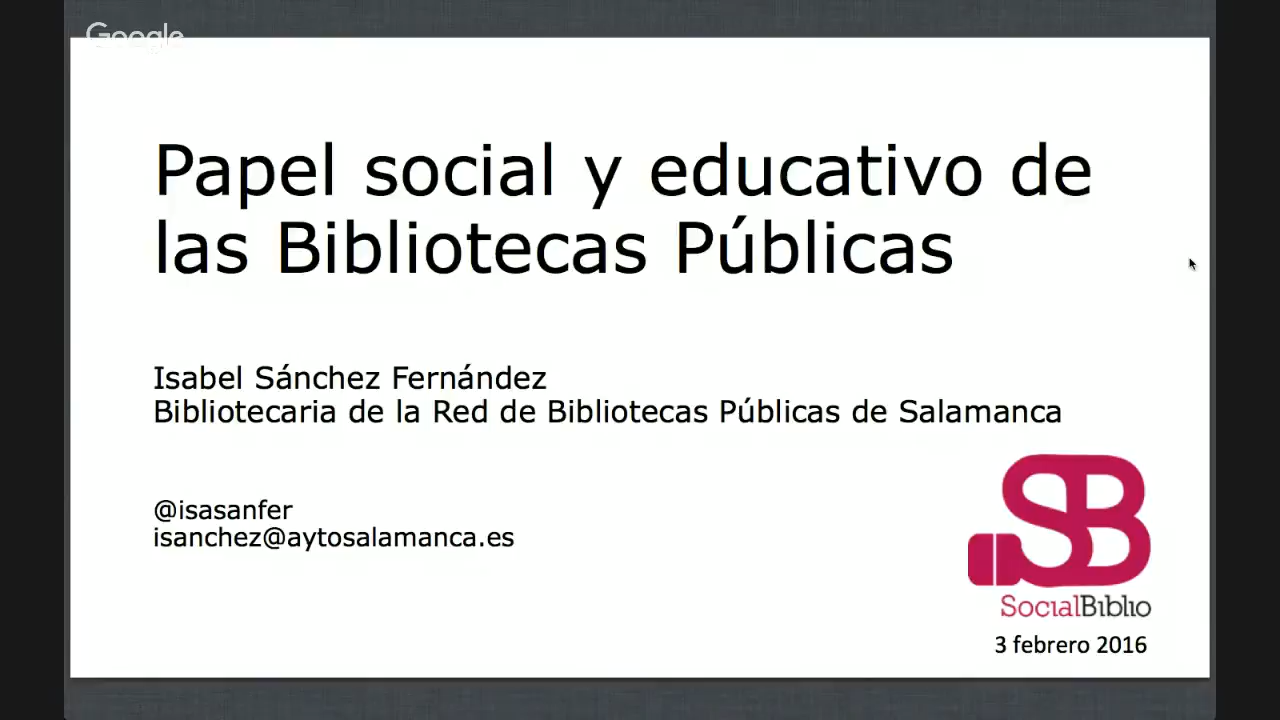 Google
Papel social y educativo de
las Bibliotecas Públicas
Isabel Sánchez Fernández
Bibliotecaria de la Red de Bibliotecas Públicas de Salamanca
@isasanfer
isanchez@aytosalamanca.es
SB
SocialBiblio
3 febrero 2016